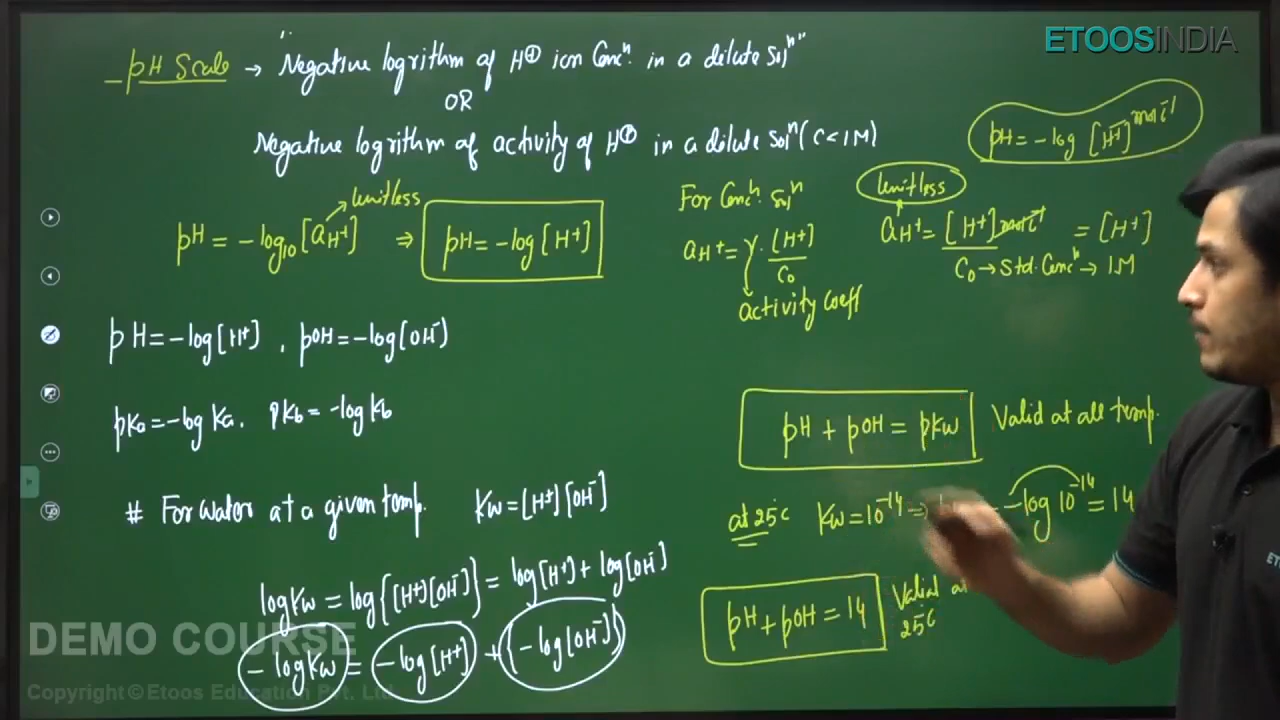 ETOOSINDIA
pH Scale → "Negative logrithm of H⊕ ion Concⁿ. in a dilute Solⁿ"
OR
Negative logrithm of activity of H⊕ in a dilute Solⁿ (C < 1M)
pH = -log [H+] mol l⁻¹
pH = -log₁₀ [aH+] → Unitless ⇒ pH = -log [H+]
For Concⁿ. Solⁿ
aH+ = γ. [H+]/C₀
activity coeff
Unitless
aH+ = [H+] mol l⁻¹ = [H+]
C₀ → Std. Concⁿ → 1M
pH = -log [H+] , pOH = -log [OH⁻]
pKa = -log Ka. pKb = -log Kb
# For water at a given temp. Kw = [H+] [OH⁻]
log Kw = log {[H+] [OH⁻]} = log [H+] + log [OH⁻]
-log Kw = -log [H+] + (-log [OH⁻])
pH + pOH = pKw Valid at all temp.
at 25°C Kw = 10⁻¹⁴ ⇒ = -log 10⁻¹⁴ = 14
pH + pOH = 14 Valid at 25°C
DEMO COURSE
Copyright © Etoos Education Pvt. Ltd.